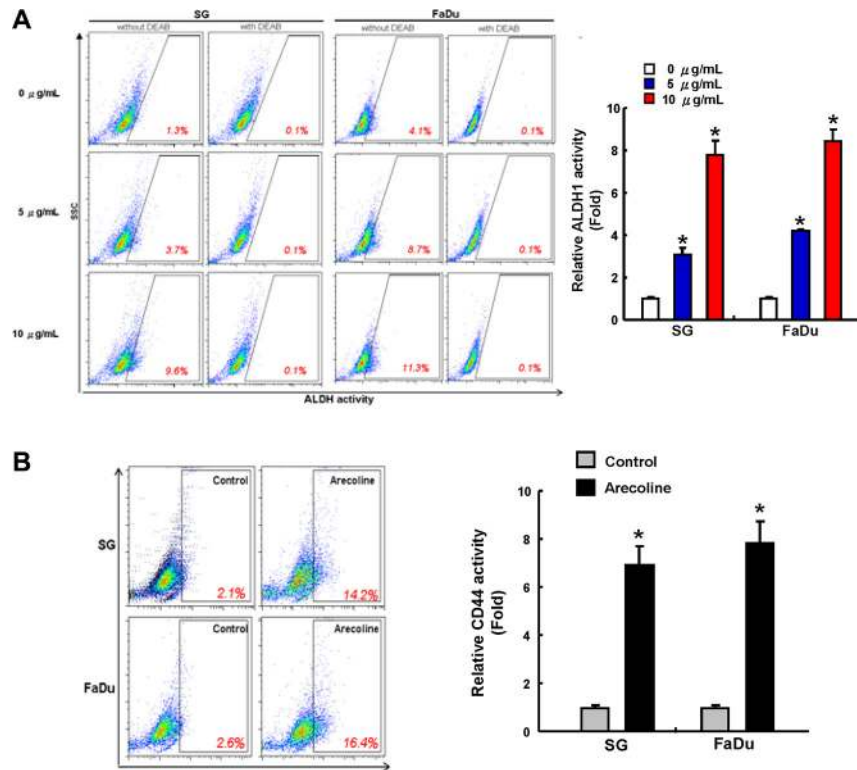 A
SG
FaDu
without DEAB
with DEAB
without DEAB
with DEAB
0 μg/mL
1.3%
0.1%
4.1%
0.1%
5 μg/mL
3.7%
0.1%
8.7%
0.1%
10 μg/mL
9.6%
0.1%
11.3%
0.1%
SSC
ALDH activity
0 μg/mL
5 μg/mL
10 μg/mL
Relative ALDH1 activity
(Fold)
10
8
6
4
2
0
*
*
*
*
SG
FaDu
B
SG
Control
2.1%
Arecoline
14.2%
FaDu
Control
2.6%
Arecoline
16.4%
Control
Arecoline
Relative CD44 activity
(Fold)
10
8
6
4
2
0
*
*
SG
FaDu